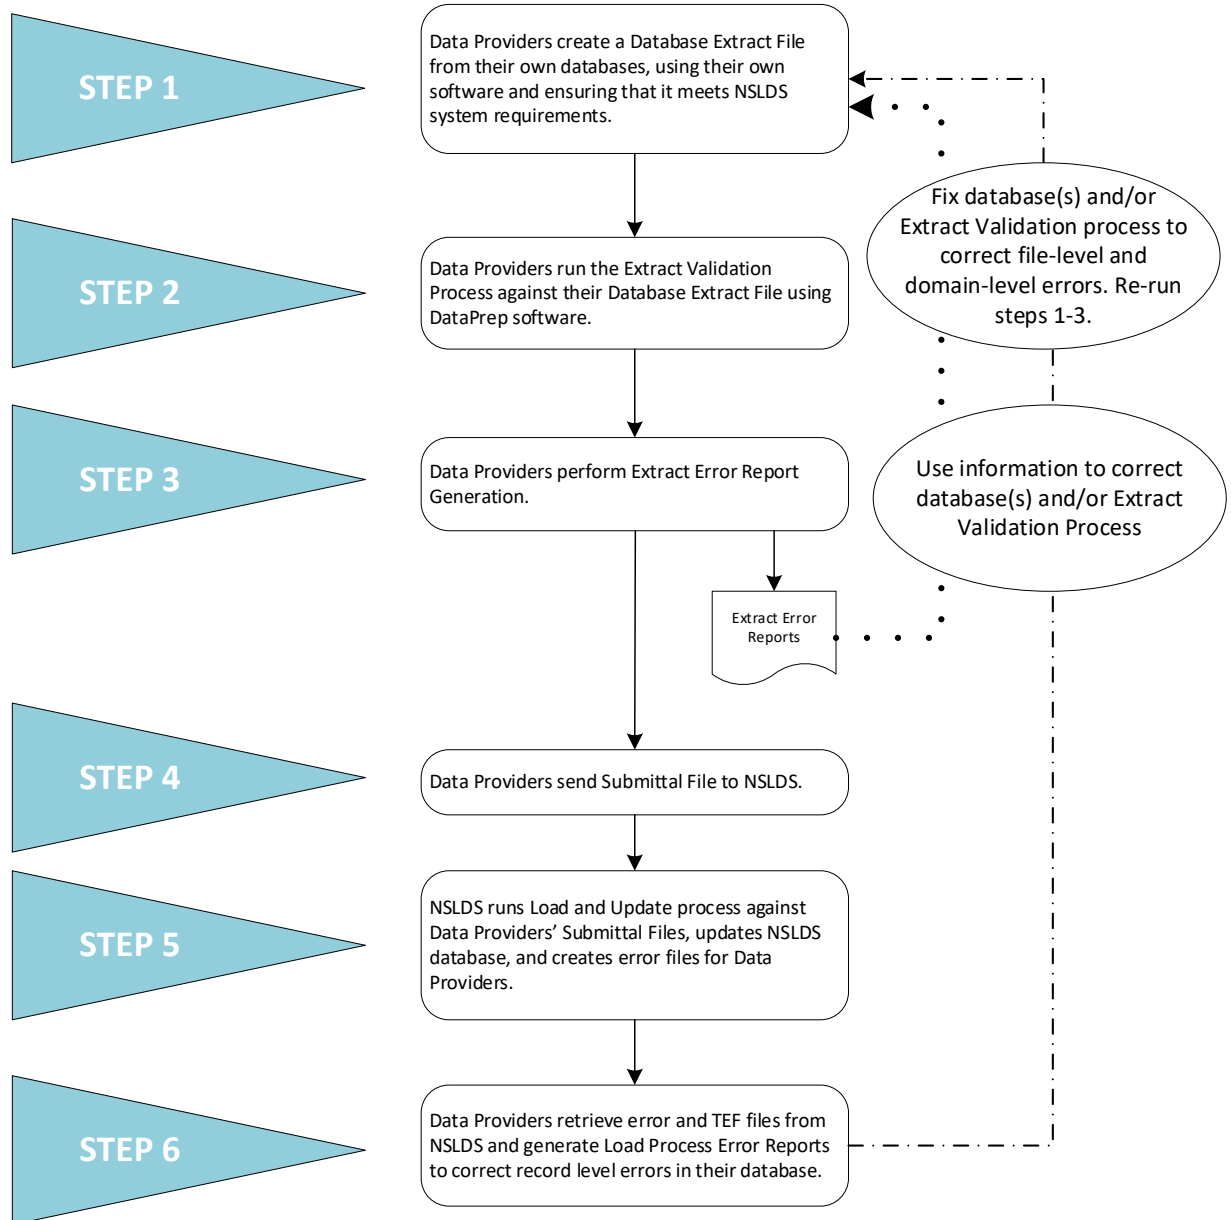 STEP 1
Data Providers create a Database Extract File
from their own databases, using their own
software and ensuring that it meets NSLDS
system requirements.
Fix database(s) and/or
Extract Validation process to
correct file-level and
domain-level errors. Re-run
steps 1-3.
STEP 2
Data Providers run the Extract Validation
Process against their Database Extract File using
DataPrep software.
STEP 3
Data Providers perform Extract Error Report
Generation.
Use information to correct
database(s) and/or Extract
Validation Process
Extract Error
Reports
STEP 4
Data Providers send Submittal File to NSLDS.
STEP 5
NSLDS runs Load and Update process against
Data Providers’ Submittal Files, updates NSLDS
database, and creates error files for Data
Providers.
STEP 6
Data Providers retrieve error and TEF files from
NSLDS and generate Load Process Error Reports
to correct record level errors in their database.